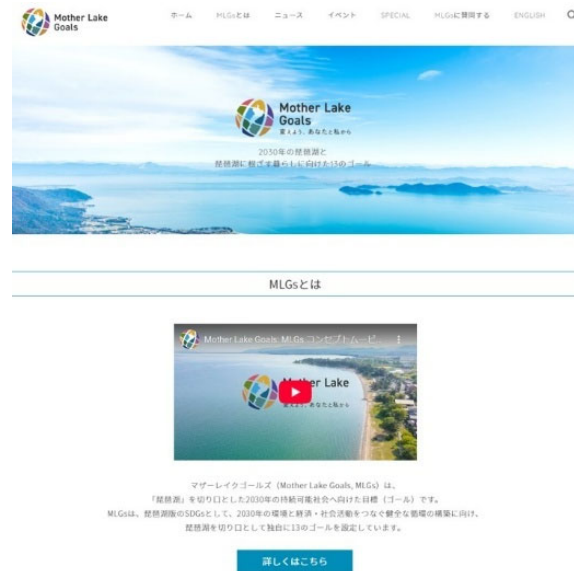 Mother Lake
Goals
ホーム
MLGsとは
ニュース
イベント
SPECIAL
MLGsに賛同する
ENGLISH
Mother Lake
Goals
変えよう、あなたと私から
2030年の琵琶湖と
琵琶湖に根ざす暮らしに向けた13のゴール
MLGsとは
Mother Lake Goals, MLGs コンセプトムービ
Mother Lake
変えよう、あなたと私から
マザーレイクゴールズ（Mother Lake Goals, MLGs）は、
「琵琶湖」を切り口とした2030年の持続可能社会へ向けた目標（ゴール）です。
MLGsは、琵琶湖版のSDGsとして、2030年の環境と経済・社会活動をつなぐ健全な循環の構築に向け、
琵琶湖を切り口として独自に13のゴールを設定しています。
詳しくはこちら